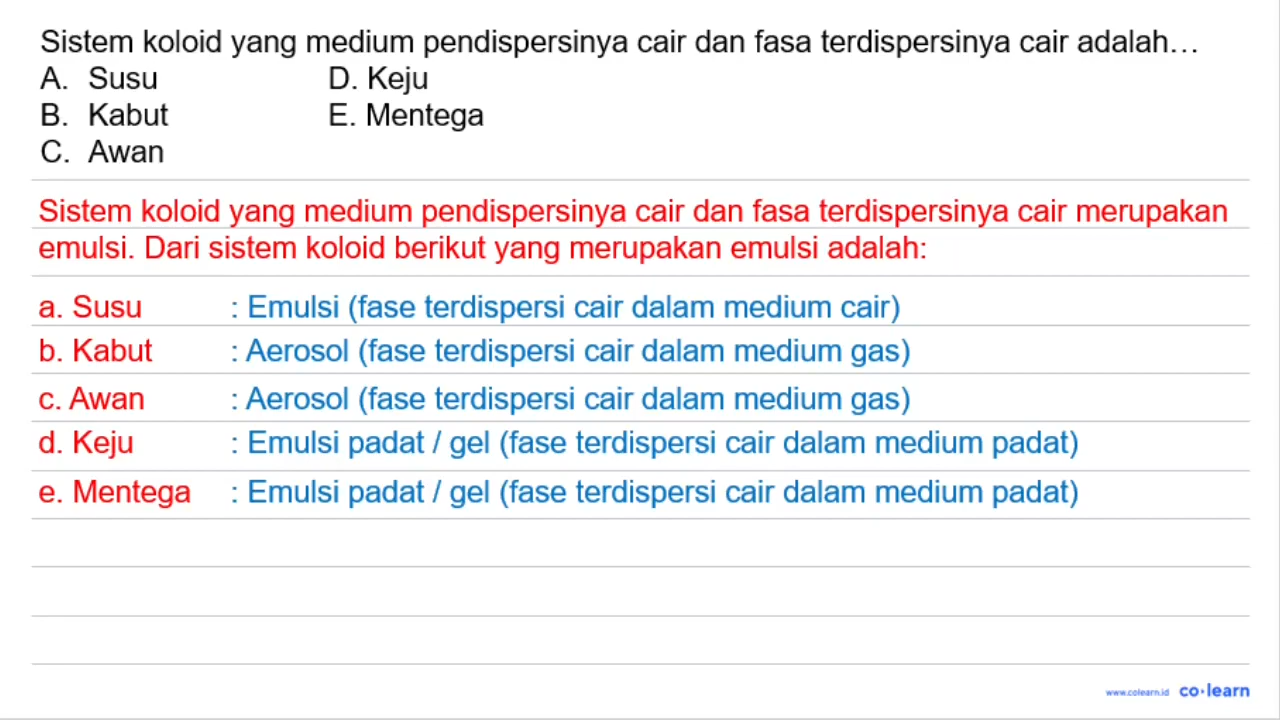 Sistem koloid yang medium pendispersinya cair dan fasa terdispersinya cair adalah...
A. Susu D. Keju
B. Kabut E. Mentega
C. Awan
Sistem koloid yang medium pendispersinya cair dan fasa terdispersinya cair merupakan
emulsi. Dari sistem koloid berikut yang merupakan emulsi adalah:
a. Susu : Emulsi (fase terdispersi cair dalam medium cair)
b. Kabut : Aerosol (fase terdispersi cair dalam medium gas)
c. Awan : Aerosol (fase terdispersi cair dalam medium gas)
d. Keju : Emulsi padat / gel (fase terdispersi cair dalam medium padat)
e. Mentega : Emulsi padat / gel (fase terdispersi cair dalam medium padat)
www.colearn.id co·learn